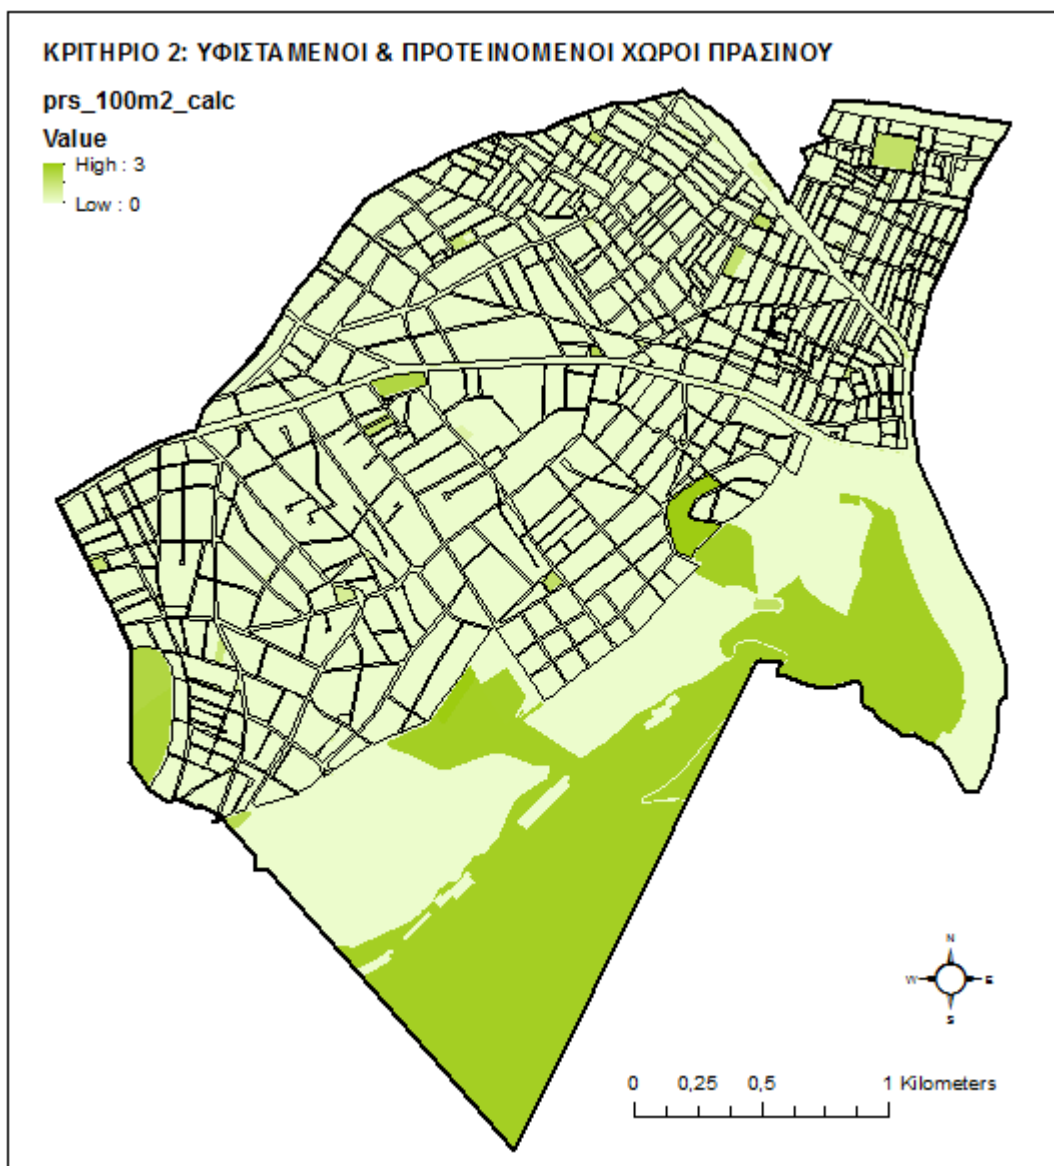 ΚΡΙΤΗΡΙΟ 2: ΥΦΙΣΤΑΜΕΝΟΙ & ΠΡΟΤΕΙΝΟΜΕΝΟΙ ΧΩΡΟΙ ΠΡΑΣΙΝΟΥ
prs_100m2_calc
Value
High : 3
Low : 0
N
W E
S
0 0,25 0,5 1 Kilometers